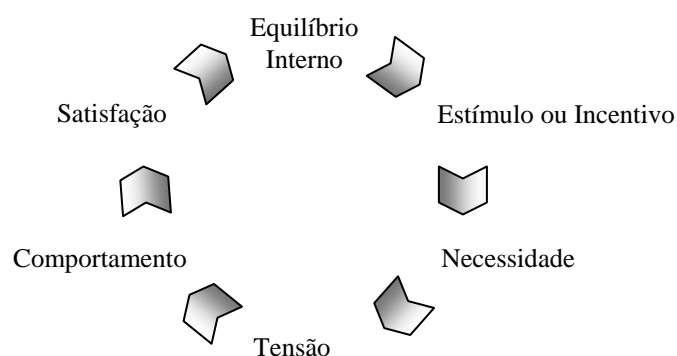 Equilíbrio
Interno
Estímulo ou Incentivo
Necessidade
Tensão
Comportamento
Satisfação